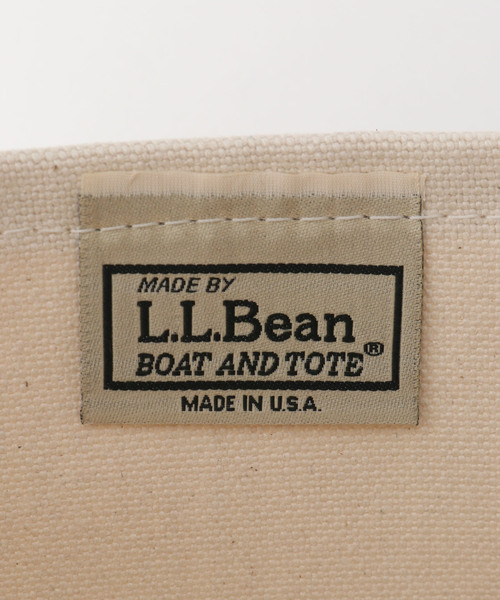 MADE BY
L.L.Bean
BOAT AND TOTE®
MADE IN U.S.A.